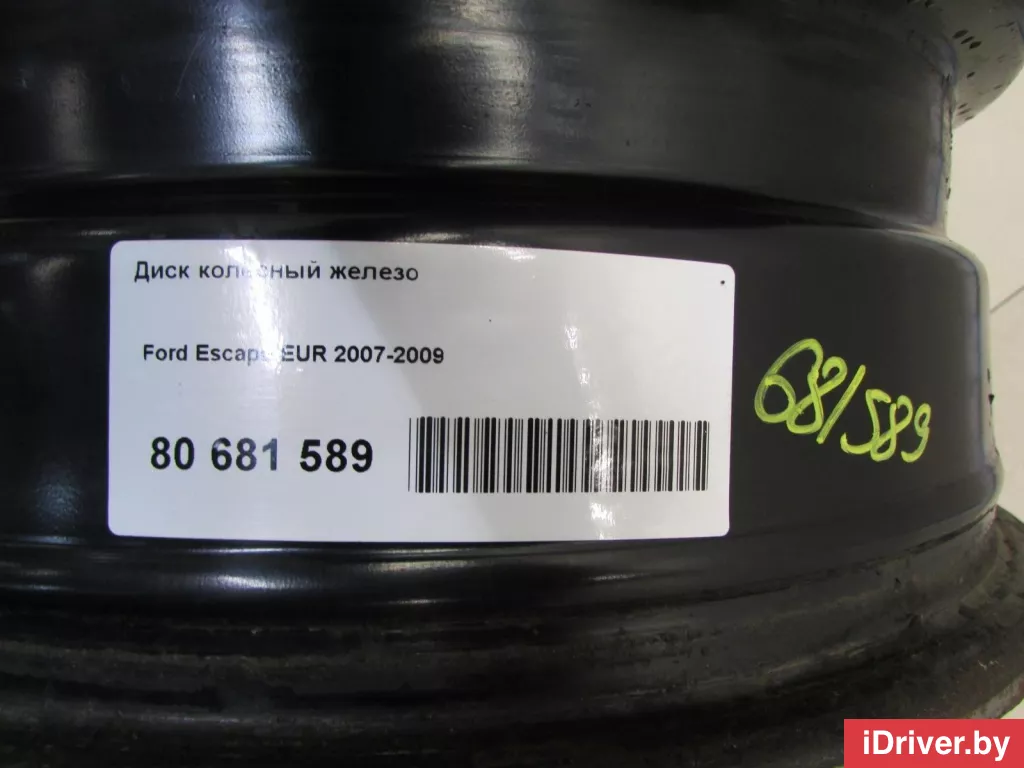 Диск колесный железо
Ford Escape EUR 2007-2009
80 681 589
681589
iDriver.by